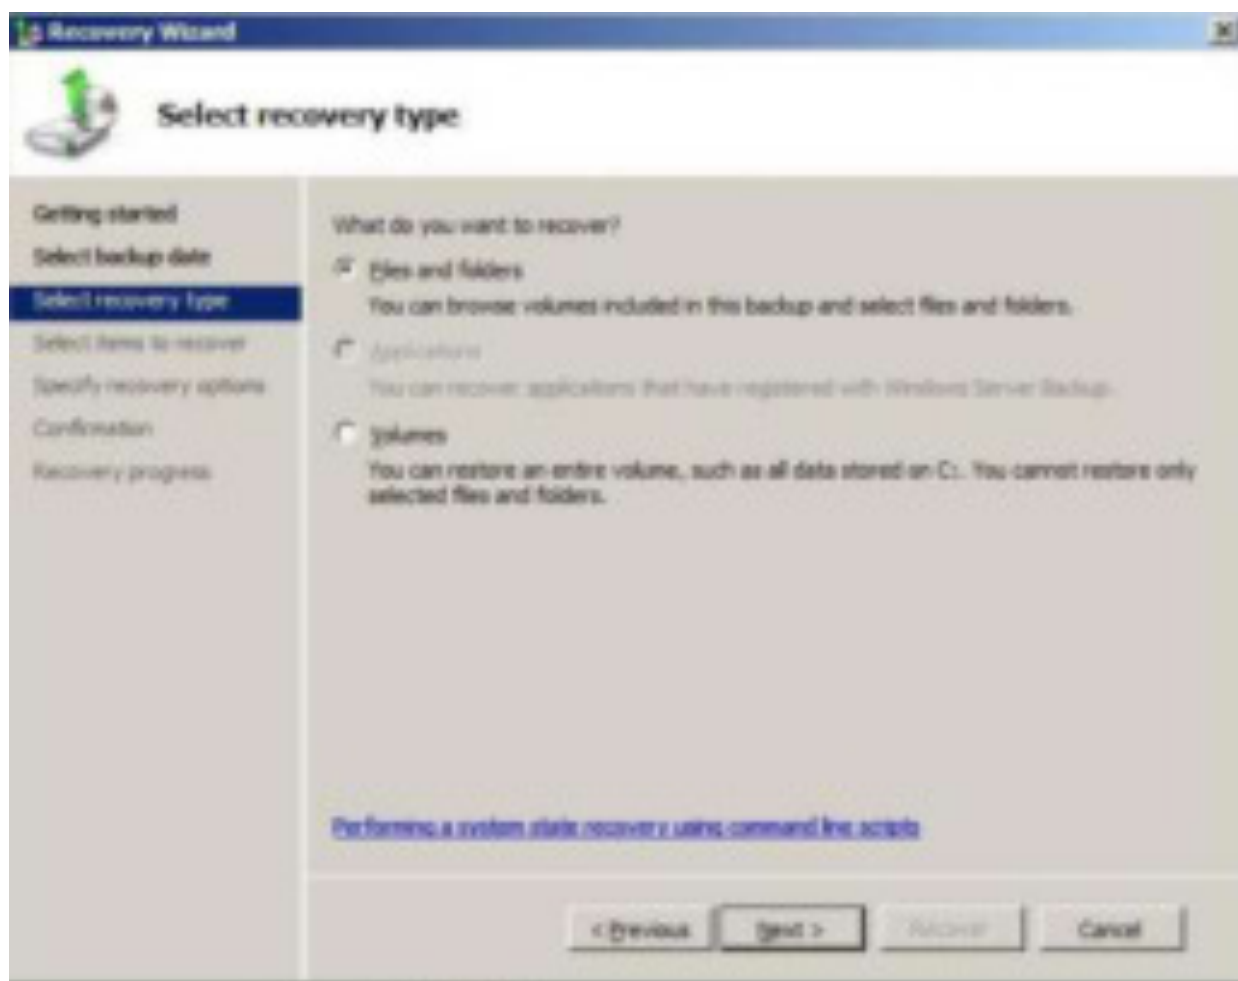 Recovery Wizard
Select recovery type
Getting started
Select backup date
Select recovery type
Select items to recover
Specify recovery options
Confirmation
Recovery progress
What do you want to recover?
Files and folders
You can browse volumes included in this backup and select files and folders.
Applications
You can recover applications that have registered with Windows Server Backup.
Volumes
You can restore an entire volume, such as all data stored on C:. You cannot restore only
selected files and folders.
Performing a system state recovery using command line scripts
< Previous
Next >
Recover
Cancel